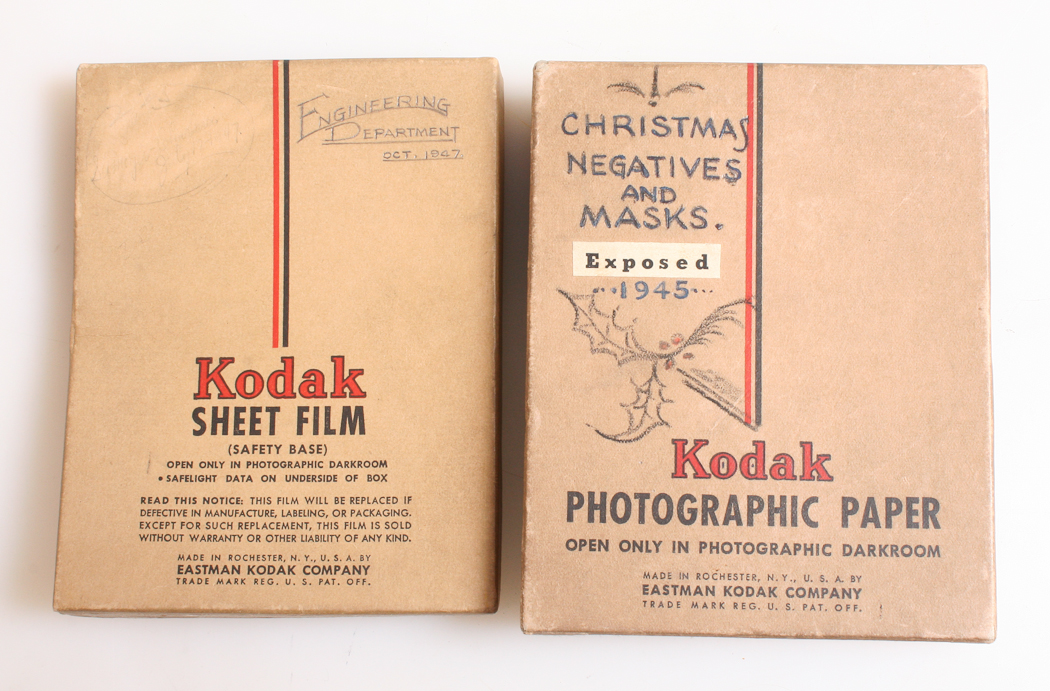 ENGINEERING
DEPARTMENT
OCT. 1947.
Kodak
SHEET FILM
(SAFETY BASE)
OPEN ONLY IN PHOTOGRAPHIC DARKROOM
• SAFELIGHT DATA ON UNDERSIDE OF BOX
READ THIS NOTICE: THIS FILM WILL BE REPLACED IF
DEFECTIVE IN MANUFACTURE, LABELING, OR PACKAGING.
EXCEPT FOR SUCH REPLACEMENT, THIS FILM IS SOLD
WITHOUT WARRANTY OR OTHER LIABILITY OF ANY KIND.
MADE IN ROCHESTER, N. Y., U. S. A. BY
EASTMAN KODAK COMPANY
TRADE MARK REG. U. S. PAT. OFF.
CHRISTMAS
NEGATIVES
AND
MASKS.
Exposed
···1945···
Kodak
PHOTOGRAPHIC PAPER
OPEN ONLY IN PHOTOGRAPHIC DARKROOM
MADE IN ROCHESTER, N. Y., U. S. A. BY
EASTMAN KODAK COMPANY
TRADE MARK REG. U. S. PAT. OFF.